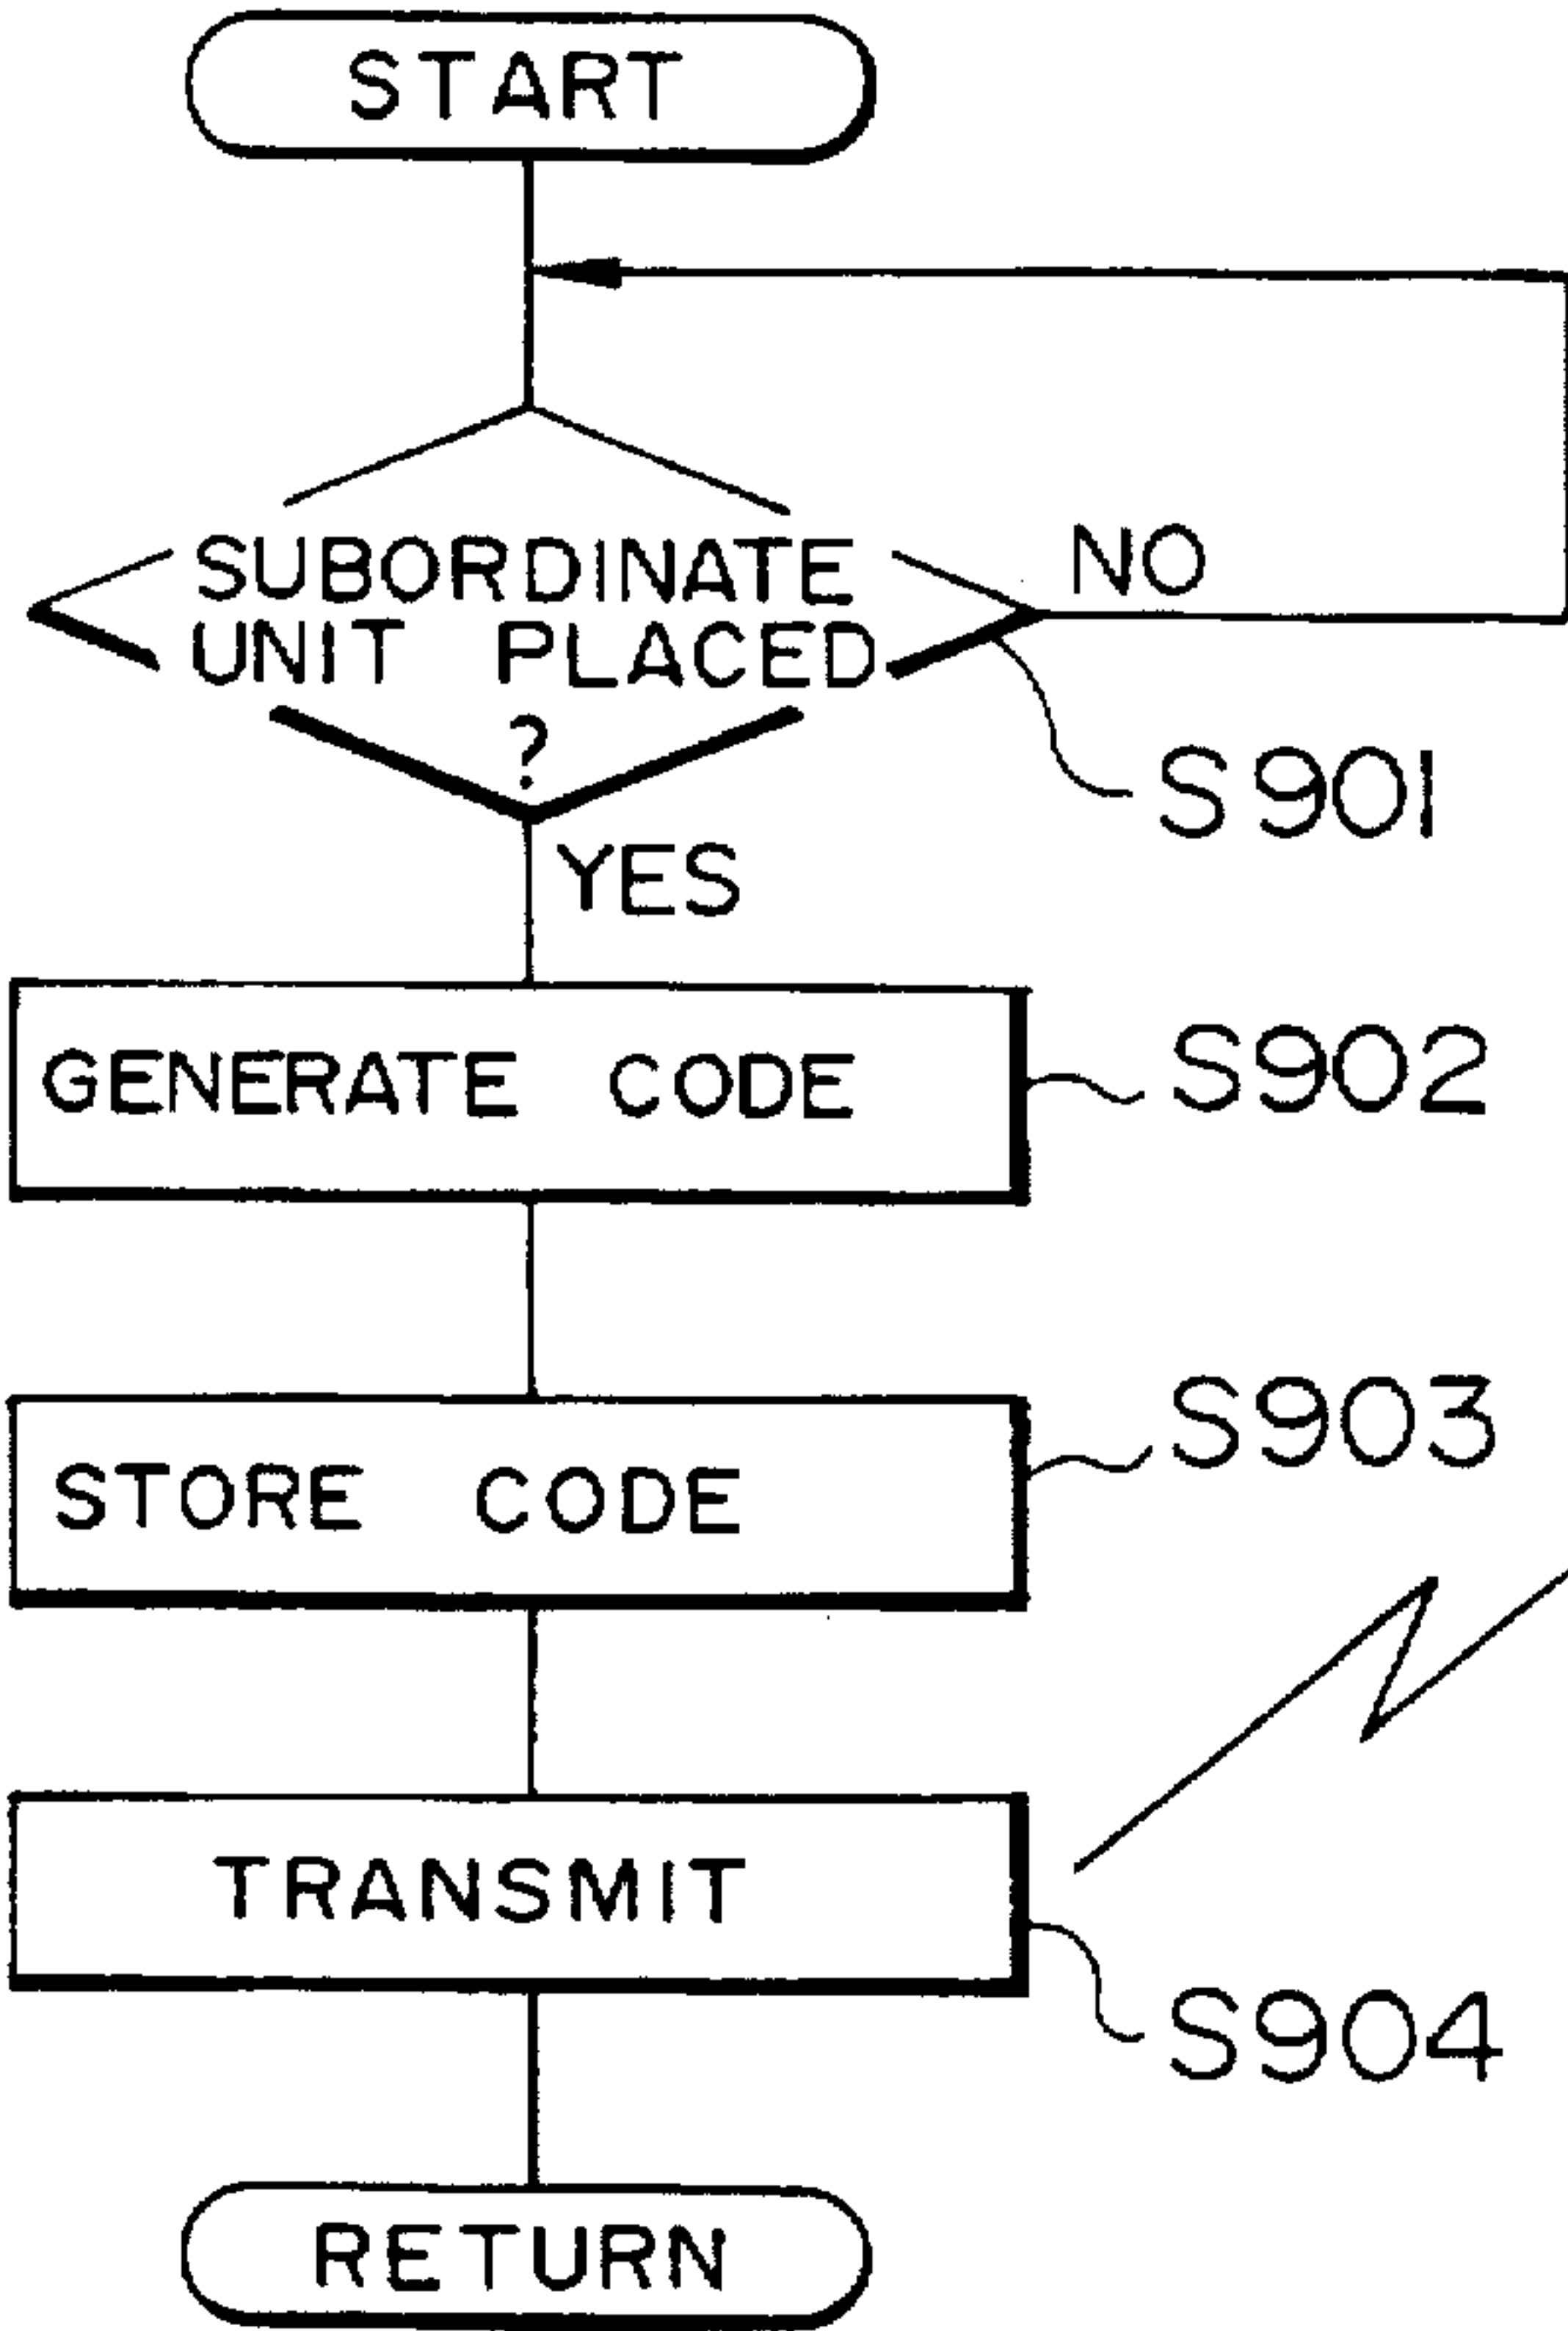 START
SUBORDINATE
UNIT PLACED
?
NO
S901
YES
GENERATE CODE
S902
STORE CODE
S903
TRANSMIT
S904
RETURN